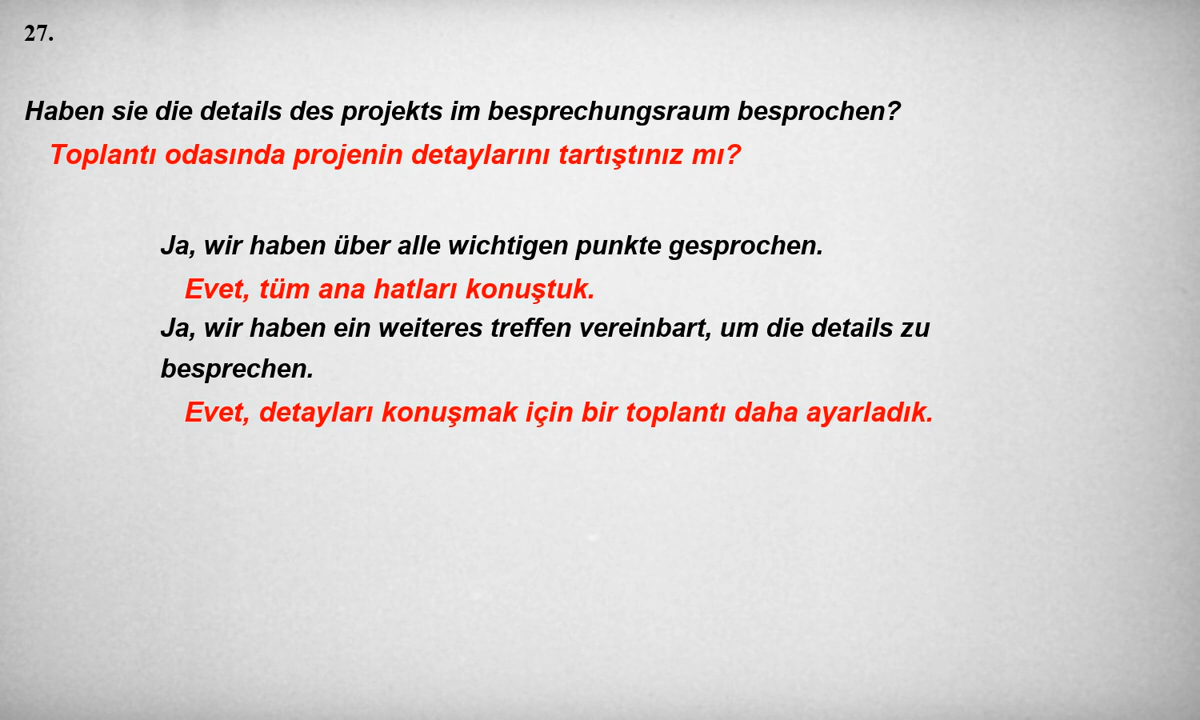 27.
Haben sie die details des projekts im besprechungsraum besprochen?
Toplantı odasında projenin detaylarını tartıştınız mı?
Ja, wir haben über alle wichtigen punkte gesprochen.
Evet, tüm ana hatları konuştuk.
Ja, wir haben ein weiteres treffen vereinbart, um die details zu
besprechen.
Evet, detayları konuşmak için bir toplantı daha ayarladık.